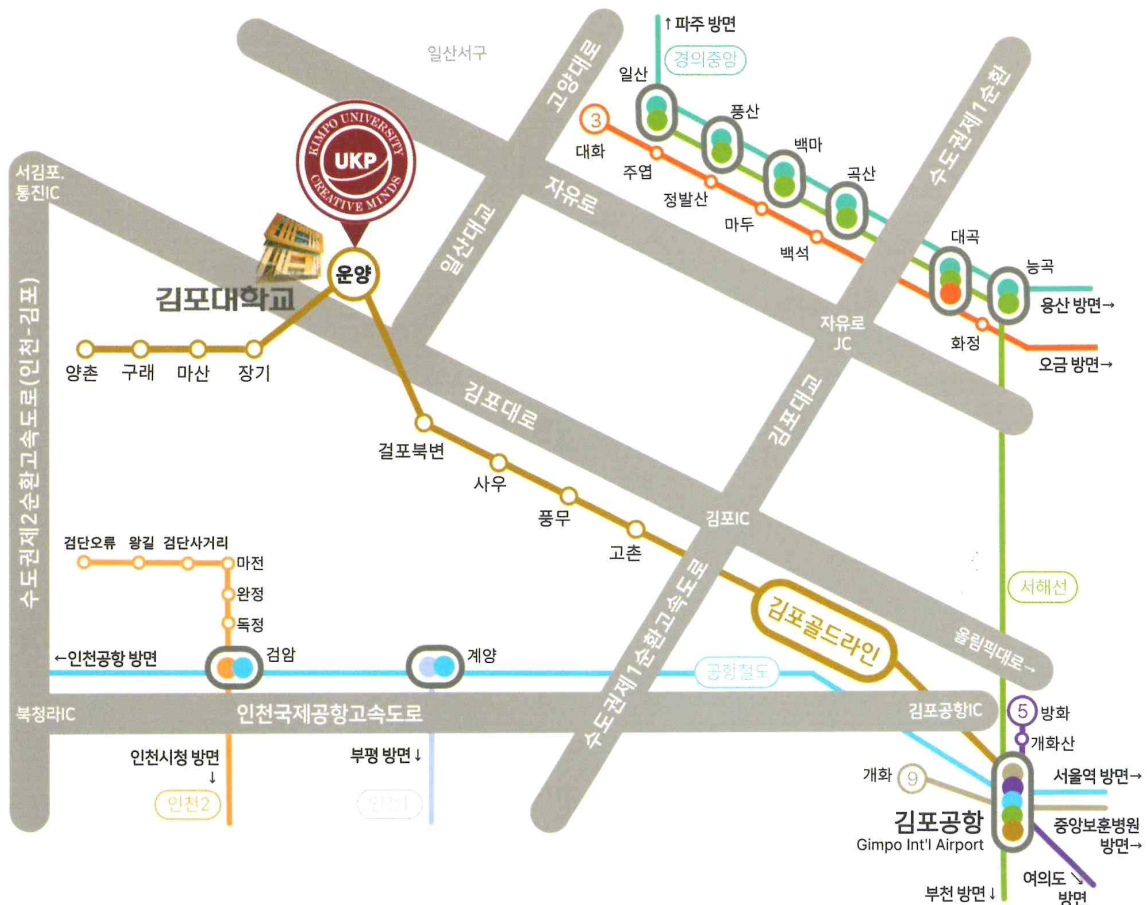 ↑파주 방면
경의중앙
일산서구
고양대로
일산
풍산
백마
곡산
대곡
능곡
용산 방면→
수도권제1순환
3
대화
주엽
정발산
마두
백석
화정
오금 방면→
KIMPO UNIVERSITY
UKP
CREATIVE MINDS
서김포.
통진IC
자유로
일산대교
운양
김포대학교
자유로
JC
양촌
구래
마산
장기
김포대로
김포대교
걸포북변
사우
풍무
고촌
김포IC
수도권제2순환고속도로(인천-김포)
검단오류
왕길
검단사거리
마전
완정
독정
수도권제1순환고속도로
김포골드라인
서해선
올림픽대로→
←인천공항 방면
검암
계양
공항철도
북청라IC
인천국제공항고속도로
김포공항IC
5
방화
개화산
인천시청 방면
↓
부평 방면↓
인천2
인천1
개화
9
서울역 방면→
김포공항
Gimpo Int'l Airport
중앙보훈병원
방면→
여의도↘
방면
부천 방면↓